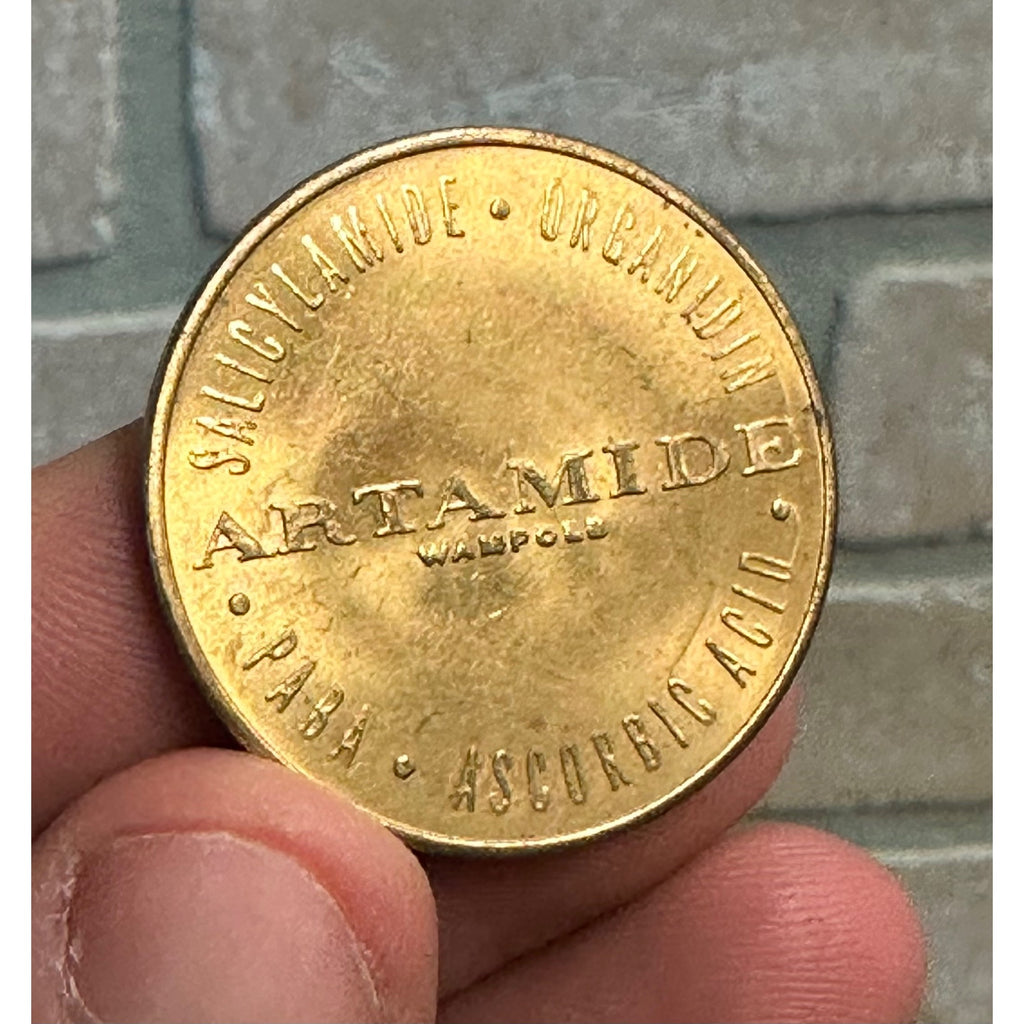 SALICYLAMIDE • ORGANIDIN
ARTAMIDE
WAMPOLE
• PABA • ASCORBIC ACID •